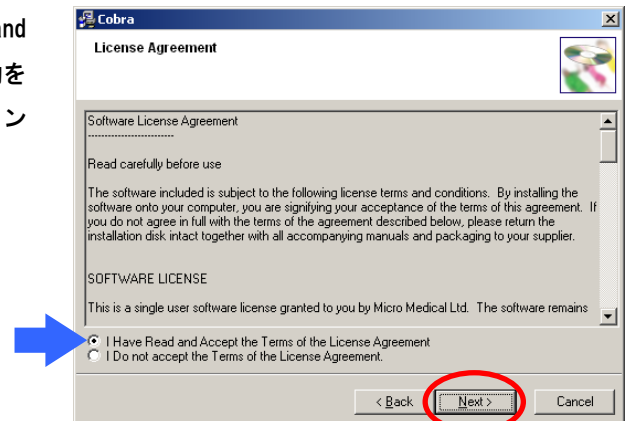 and
を
ン
Cobra
License Agreement
Software License Agreement
--------------------------
Read carefully before use
The software included is subject to the following license terms and conditions. By installing the
software onto your computer, you are signifying your acceptance of the terms of this agreement. If
you do not agree in full with the terms of the agreement described below, please return the
installation disk intact together with all accompanying manuals and packaging to your supplier.
SOFTWARE LICENSE
This is a single user software license granted to you by Micro Medical Ltd. The software remains
I Have Read and Accept the Terms of the License Agreement
I Do not accept the Terms of the License Agreement.
< Back
Next >
Cancel